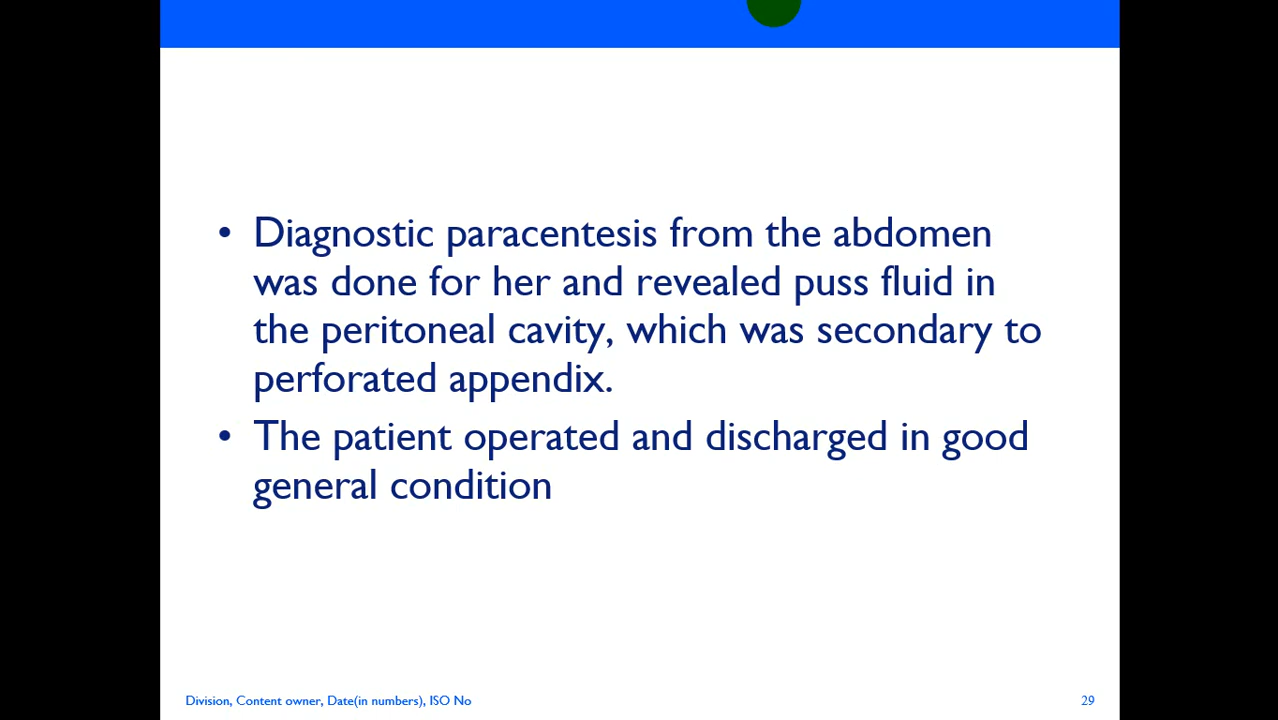 • Diagnostic paracentesis from the abdomen
was done for her and revealed puss fluid in
the peritoneal cavity, which was secondary to
perforated appendix.
• The patient operated and discharged in good
general condition
Division, Content owner, Date(in numbers), ISO No
29